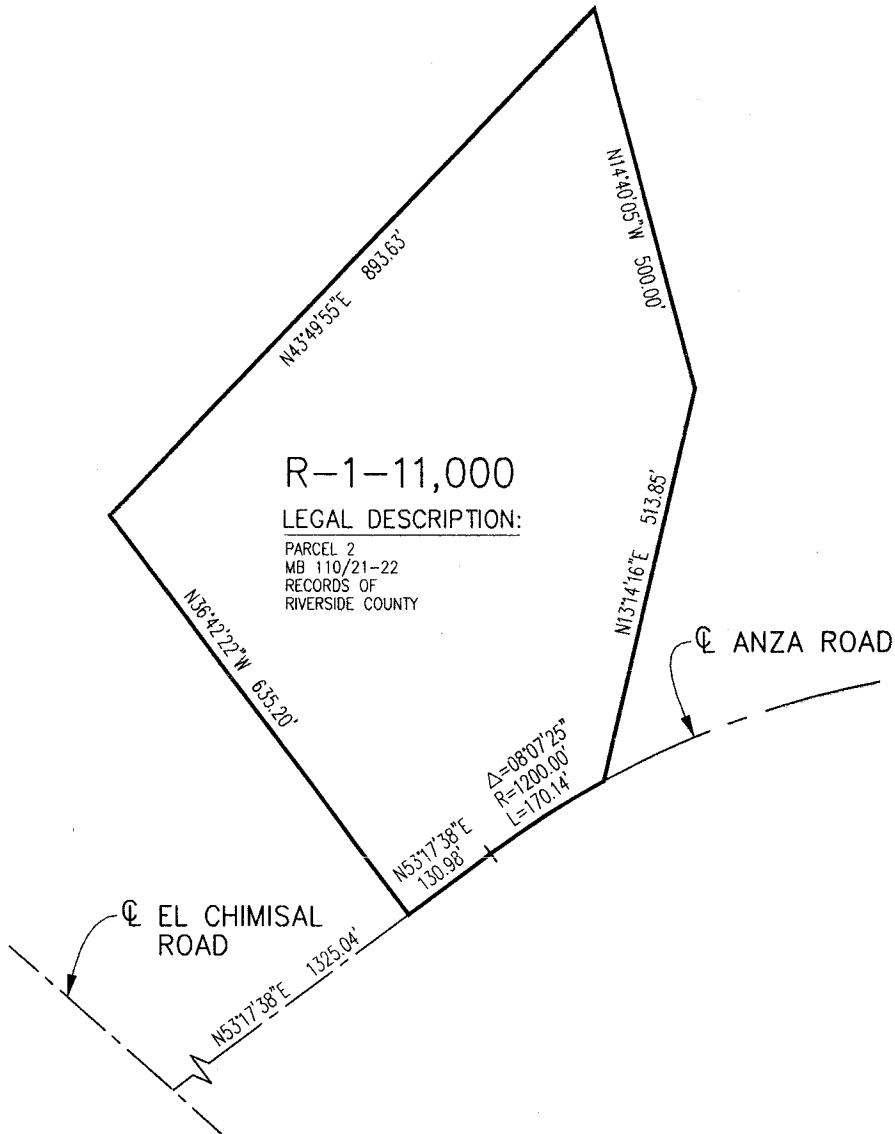 N14°40'05"W 500.00'
N43°49'55"E 893.63'
R-1-11,000
LEGAL DESCRIPTION:
PARCEL 2
MB 110/21-22
RECORDS OF
RIVERSIDE COUNTY
N13°14'16"E 513.85'
N36°42'22"W 635.20'
℄ ANZA ROAD
Δ=08°07'25"
R=1200.00'
L=170.14'
N53°17'38"E
130.98'
℄ EL CHIMISAL
ROAD
N53°17'38"E 1325.04'